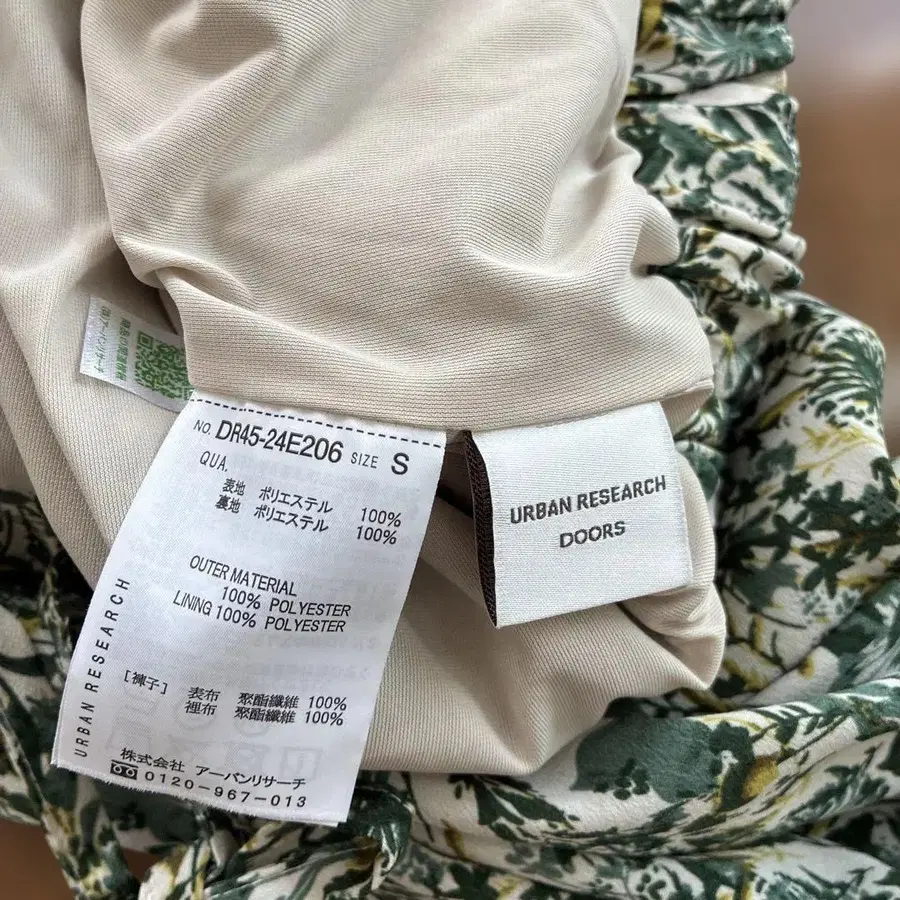 NO. DR45-24E206 SIZE S
QUA.
表地 ポリエステル 100%
裏地 ポリエステル 100%
OUTER MATERIAL
100% POLYESTER
LINING 100% POLYESTER
[褲子] 表布 聚酯纖維 100%
裡布 聚酯纖維 100%
株式会社 アーバンリサーチ
0120-967-013
URBAN RESEARCH
URBAN RESEARCH
DOORS